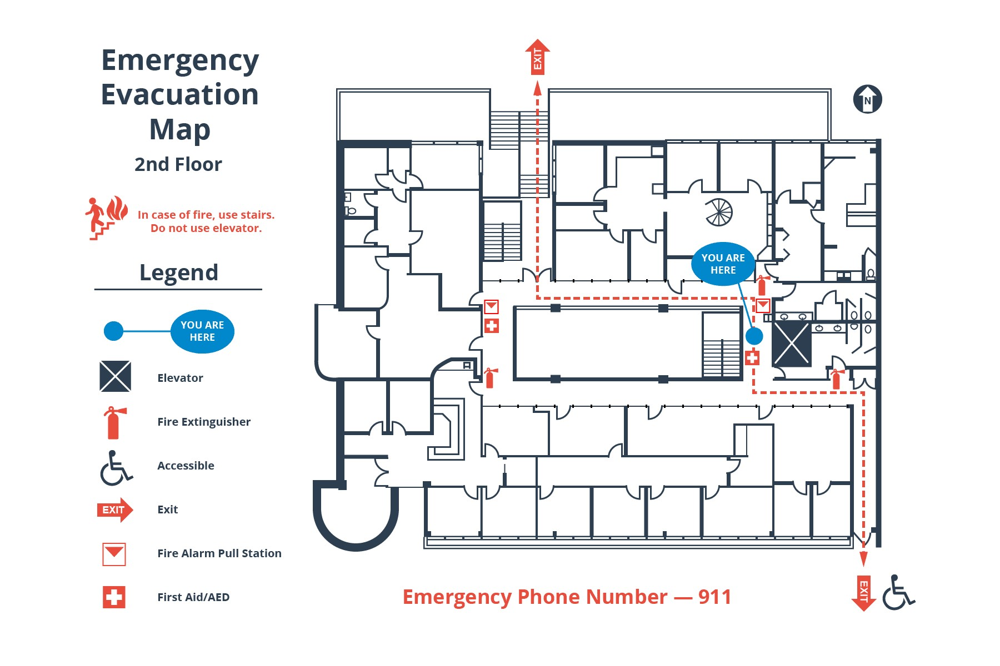 Emergency
Evacuation
Map
2nd Floor
In case of fire, use stairs.
Do not use elevator.
Legend
YOU ARE
HERE
Elevator
Fire Extinguisher
Accessible
EXIT
Exit
Fire Alarm Pull Station
First Aid/AED
EXIT
N
YOU ARE
HERE
EXIT
Emergency Phone Number — 911